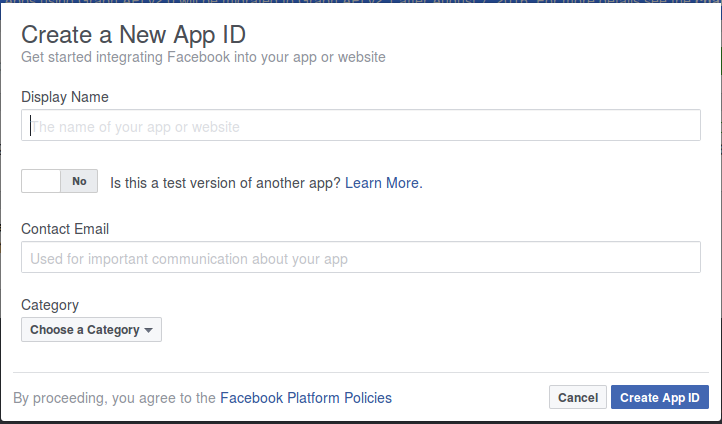 Create a New App ID
Get started integrating Facebook into your app or website
Display Name
The name of your app or website
No
Is this a test version of another app? Learn More.
Contact Email
Used for important communication about your app
Category
Choose a Category
By proceeding, you agree to the Facebook Platform Policies
Cancel
Create App ID